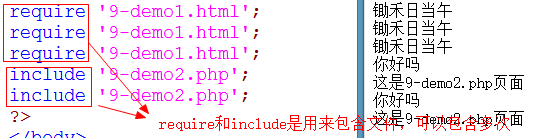 require '9-demo1.html';
require '9-demo1.html';
require '9-demo1.html';
include '9-demo2.php';
include '9-demo2.php';
?>
</body>
require和include是用来包含文件，可以包含多次
锄禾日当午
锄禾日当午
锄禾日当午
你好吗
这是9-demo2.php页面
你好吗
这是9-demo2.php页面